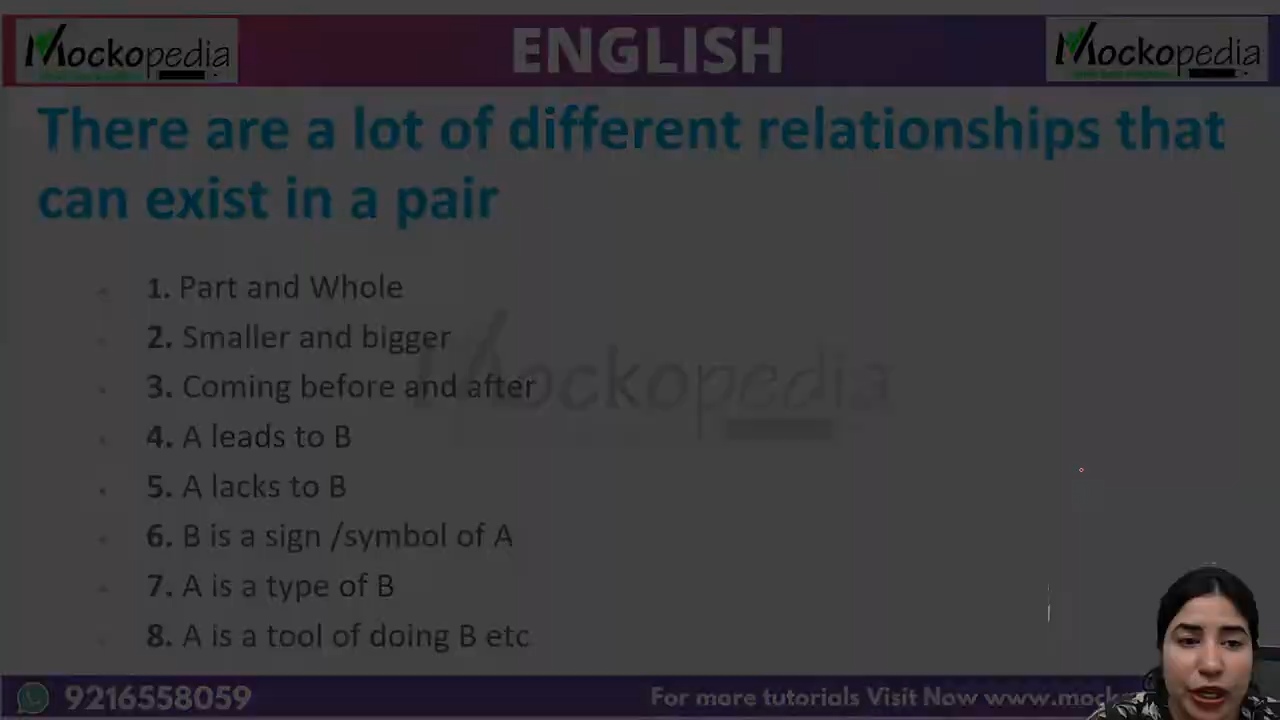 Mockopedia
ENGLISH
Mockopedia
There are a lot of different relationships that
can exist in a pair
1. Part and Whole
2. Smaller and bigger
3. Coming before and after
4. A leads to B
5. A lacks to B
6. B is a sign /symbol of A
7. A is a type of B
8. A is a tool of doing B etc
Mockopedia
9216558059
For more tutorials Visit Now